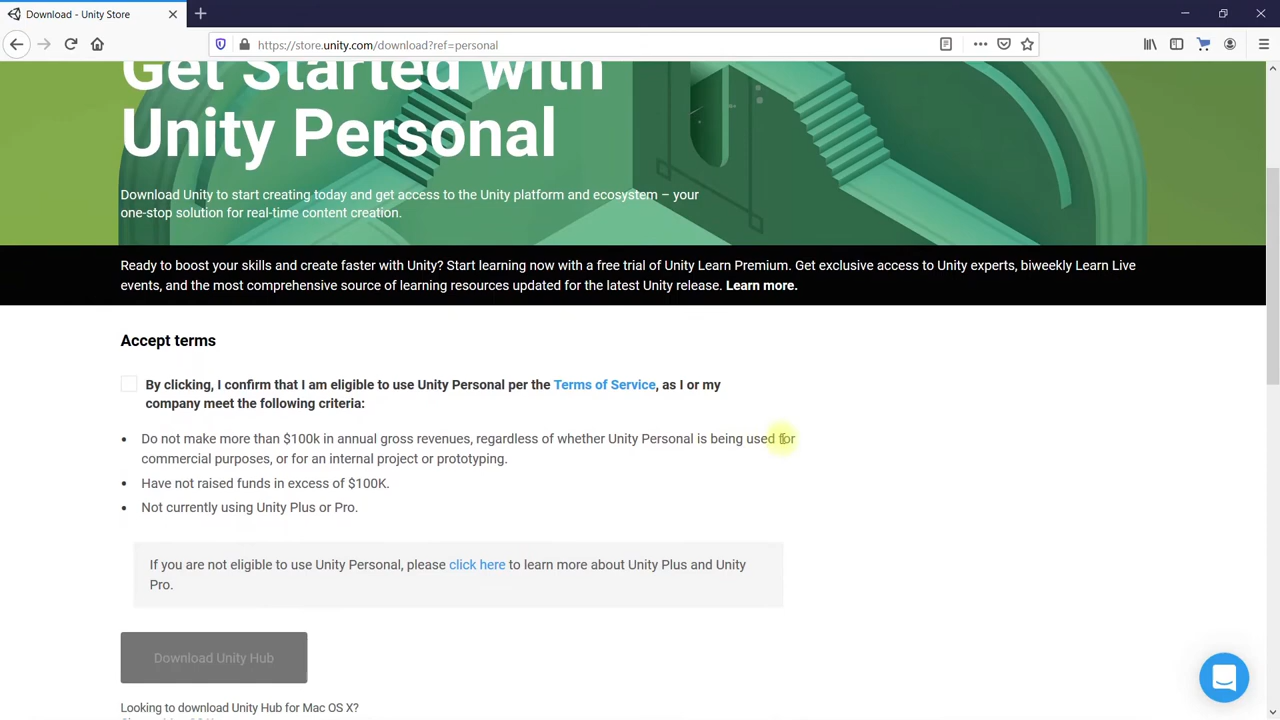 Download - Unity Store
https://store.unity.com/download?ref=personal
Get Started with
Unity Personal
Download Unity to start creating today and get access to the Unity platform and ecosystem – your
one-stop solution for real-time content creation.
Ready to boost your skills and create faster with Unity? Start learning now with a free trial of Unity Learn Premium. Get exclusive access to Unity experts, biweekly Learn Live
events, and the most comprehensive source of learning resources updated for the latest Unity release. Learn more.
Accept terms
By clicking, I confirm that I am eligible to use Unity Personal per the Terms of Service, as I or my
company meet the following criteria:
Do not make more than $100k in annual gross revenues, regardless of whether Unity Personal is being used for
commercial purposes, or for an internal project or prototyping.
Have not raised funds in excess of $100K.
Not currently using Unity Plus or Pro.
If you are not eligible to use Unity Personal, please click here to learn more about Unity Plus and Unity
Pro.
Download Unity Hub
Looking to download Unity Hub for Mac OS X?